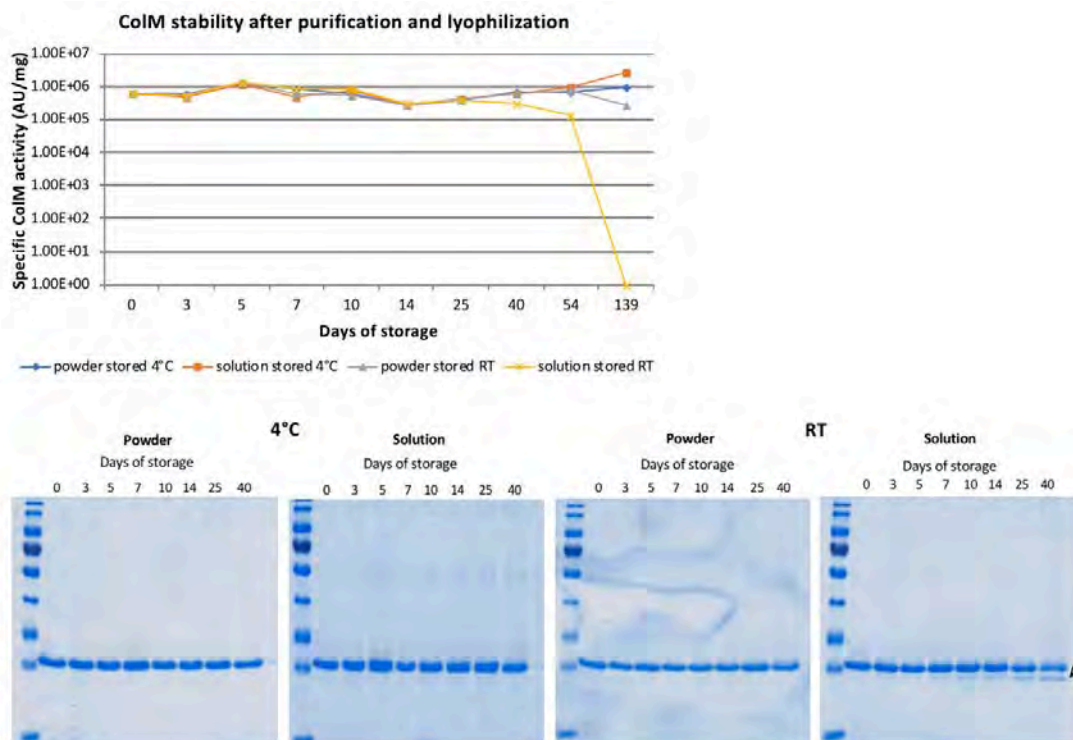 ColM stability after purification and lyophilization
Specific ColM activity (AU/mg)
1.00E+07
1.00E+06
1.00E+05
1.00E+04
1.00E+03
1.00E+02
1.00E+01
1.00E+00
0 3 5 7 10 14 25 40 54 139
Days of storage
powder stored 4°C solution stored 4°C powder stored RT solution stored RT
4°C RT
Powder Solution Powder Solution
Days of storage Days of storage Days of storage Days of storage
0 3 5 7 10 14 25 40 0 3 5 7 10 14 25 40 0 3 5 7 10 14 25 40 0 3 5 7 10 14 25 40